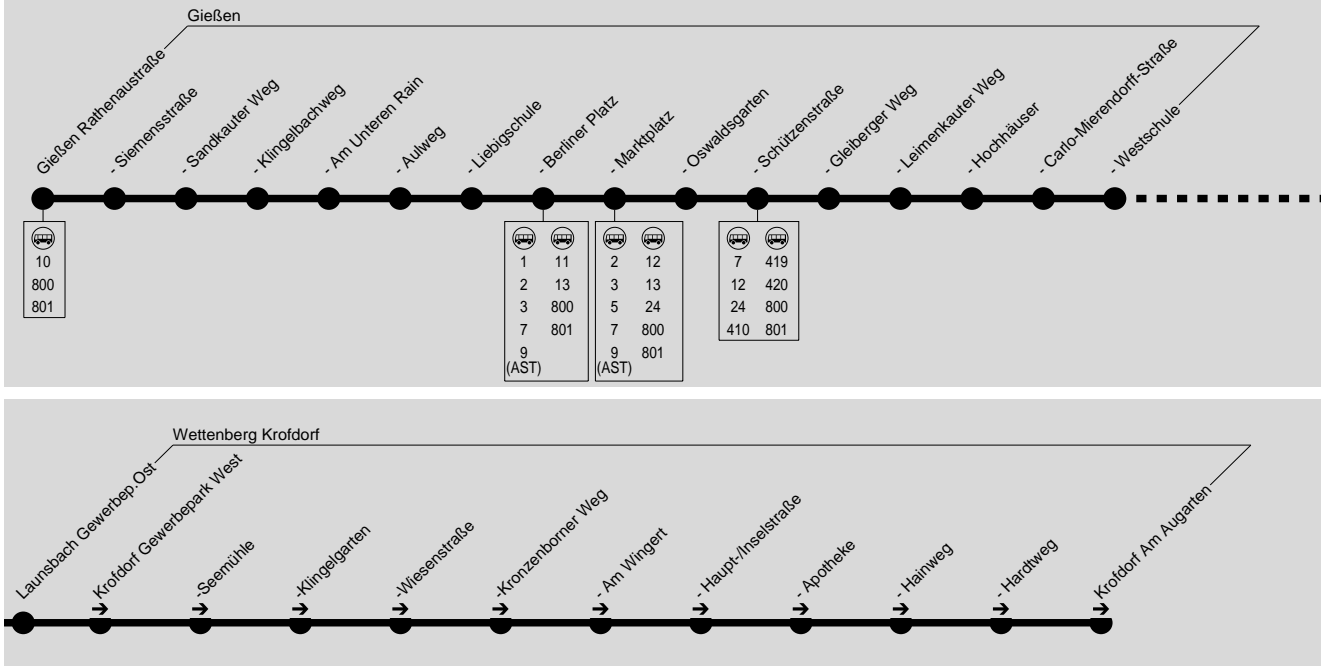 Gießen
Gießen Rathenaustraße
- Siemensstraße
- Sandkauter Weg
- Klingelbachweg
- Am Unteren Rain
- Aulweg
- Liebigschule
- Berliner Platz
- Marktplatz
- Oswaldsgarten
- Schützenstraße
- Gleiberger Weg
- Leimenkauter Weg
- Hochhäuser
- Carlo-Mierendorff-Straße
- Westschule
10
800
801
1 11
2 13
3 800
7 801
9
(AST)
2 12
3 13
5 24
7 800
9 801
(AST)
7 419
12 420
24 800
410 801
Wettenberg Krofdorf
Launsbach Gewerbep.Ost
Krofdorf Gewerbepark West
-Seemühle
-Klingelgarten
-Wiesenstraße
-Kronzenborner Weg
- Am Wingert
- Haupt-/Inselstraße
- Apotheke
- Hainweg
- Hardtweg
Krofdorf Am Augarten